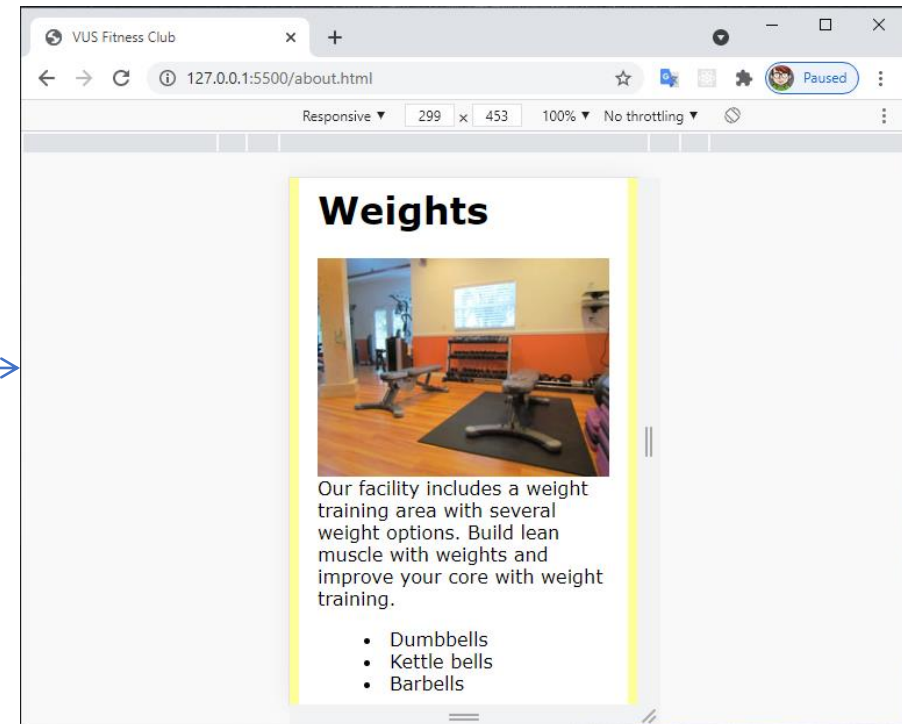 VUS Fitness Club
127.0.0.1:5500/about.html
Paused
Responsive ▼ 299 x 453 100% ▼ No throttling ▼
Weights
Our facility includes a weight
training area with several
weight options. Build lean
muscle with weights and
improve your core with weight
training.
• Dumbbells
• Kettle bells
• Barbells